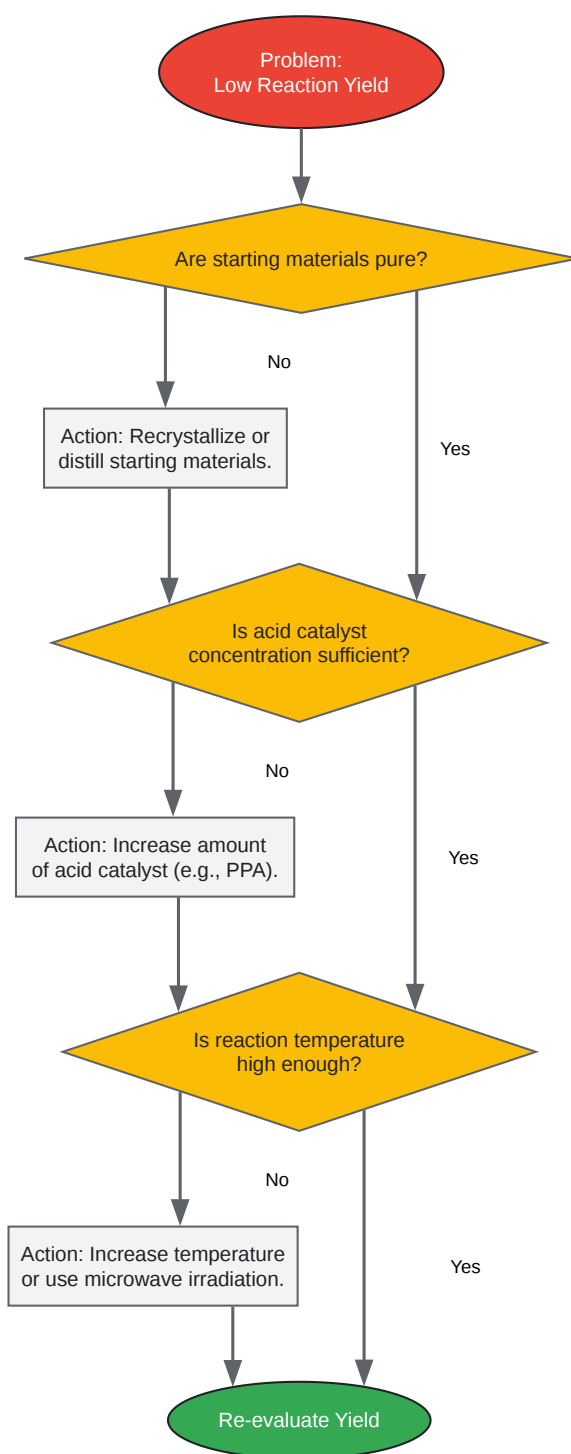 Problem:
Low Reaction Yield
Are starting materials pure?
No
Action: Recrystallize or
distill starting materials.
Yes
Is acid catalyst
concentration sufficient?
No
Action: Increase amount
of acid catalyst (e.g., PPA).
Yes
Is reaction temperature
high enough?
No
Action: Increase temperature
or use microwave irradiation.
Yes
Re-evaluate Yield